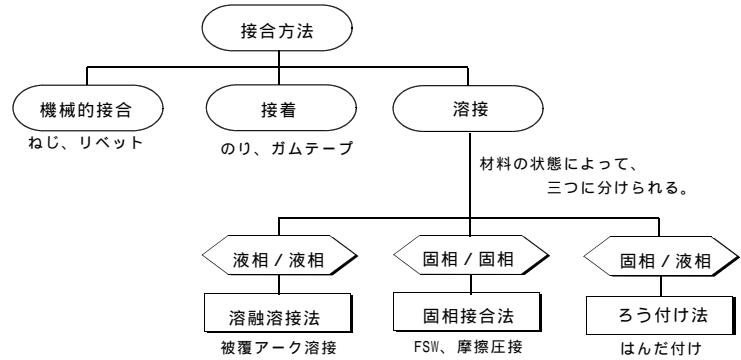 接合方法
機械的接合
接着
溶接
ねじ、リベット
のり、ガムテープ
材料の状態によって、
三つに分けられる。
液相 / 液相
固相 / 固相
固相 / 液相
溶融溶接法
固相接合法
ろう付け法
被覆アーク溶接
FSW、摩擦圧接
はんだ付け